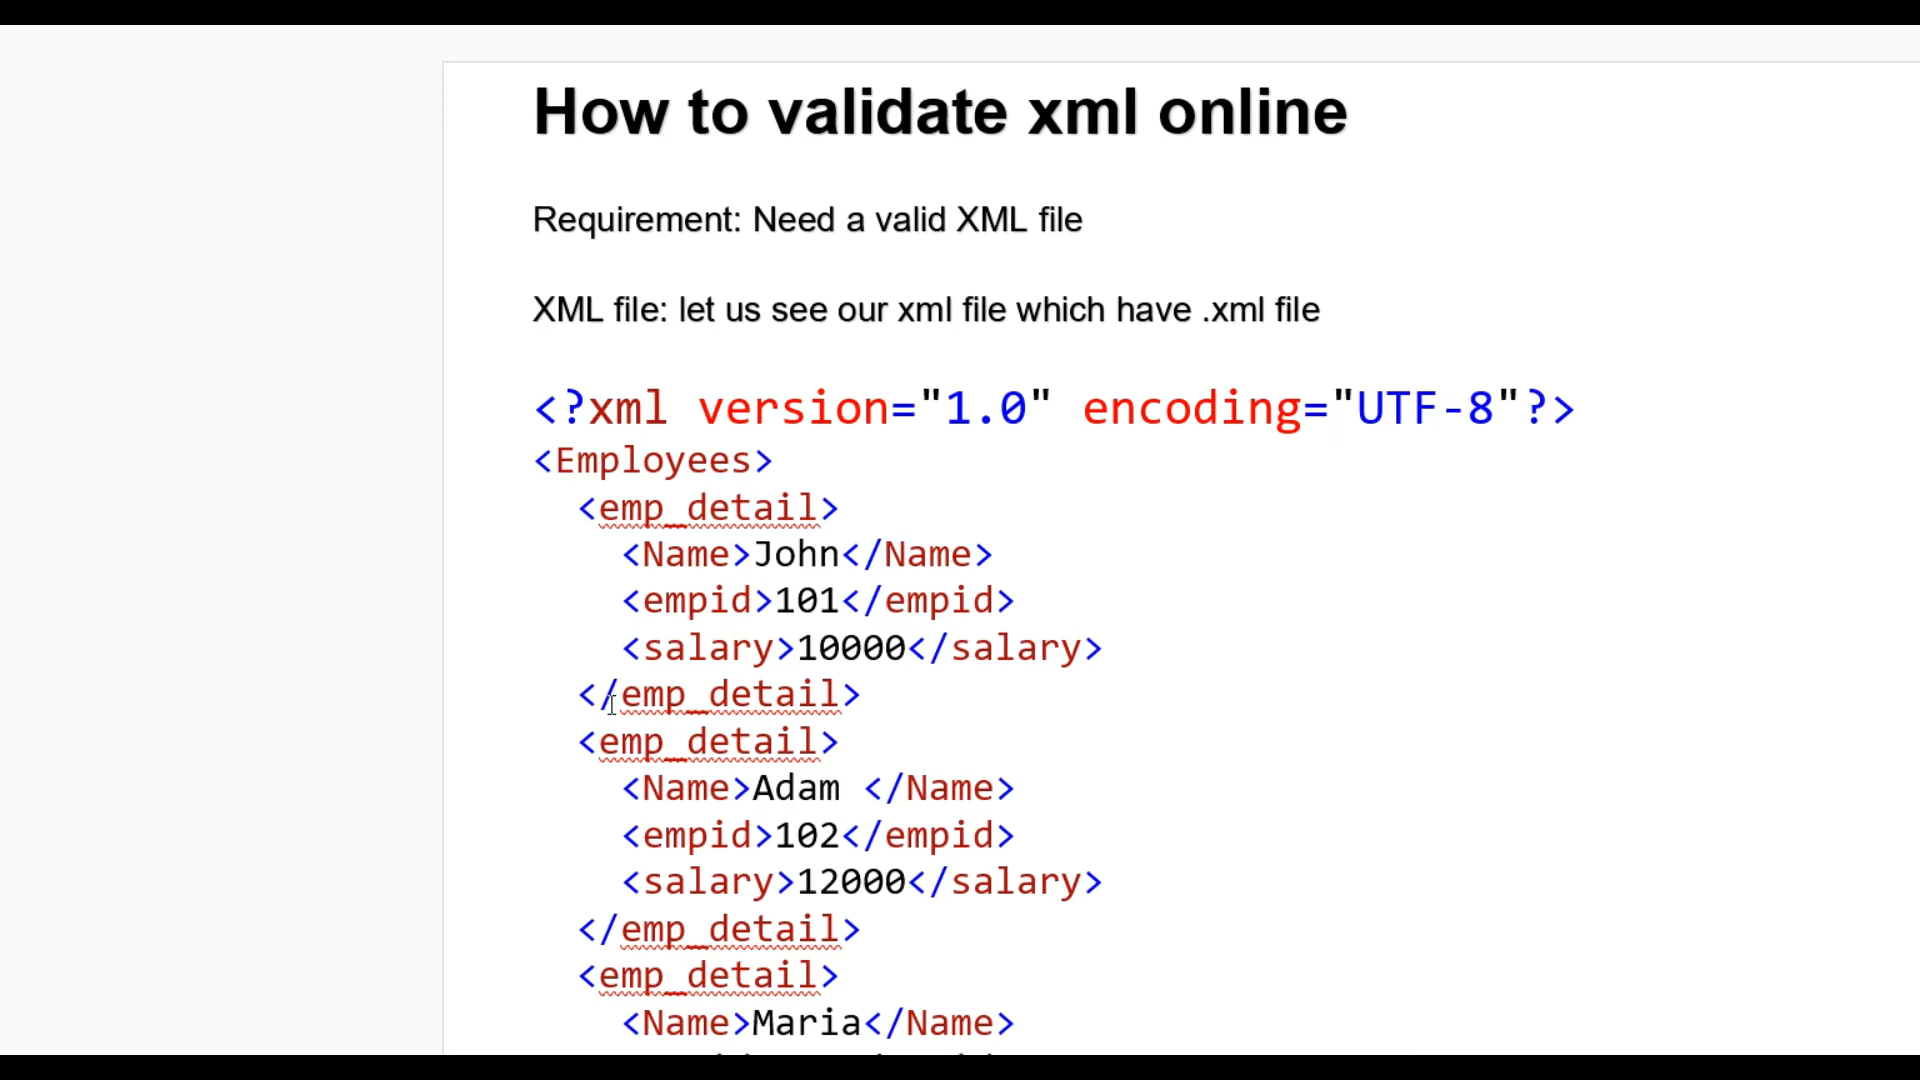 How to validate xml online
Requirement: Need a valid XML file
XML file: let us see our xml file which have .xml file
<?xml version="1.0" encoding="UTF-8"?>
<Employees>
<emp_detail>
<Name>John</Name>
<empid>101</empid>
<salary>10000</salary>
</emp_detail>
<emp_detail>
<Name>Adam </Name>
<empid>102</empid>
<salary>12000</salary>
</emp_detail>
<emp_detail>
<Name>Maria</Name>